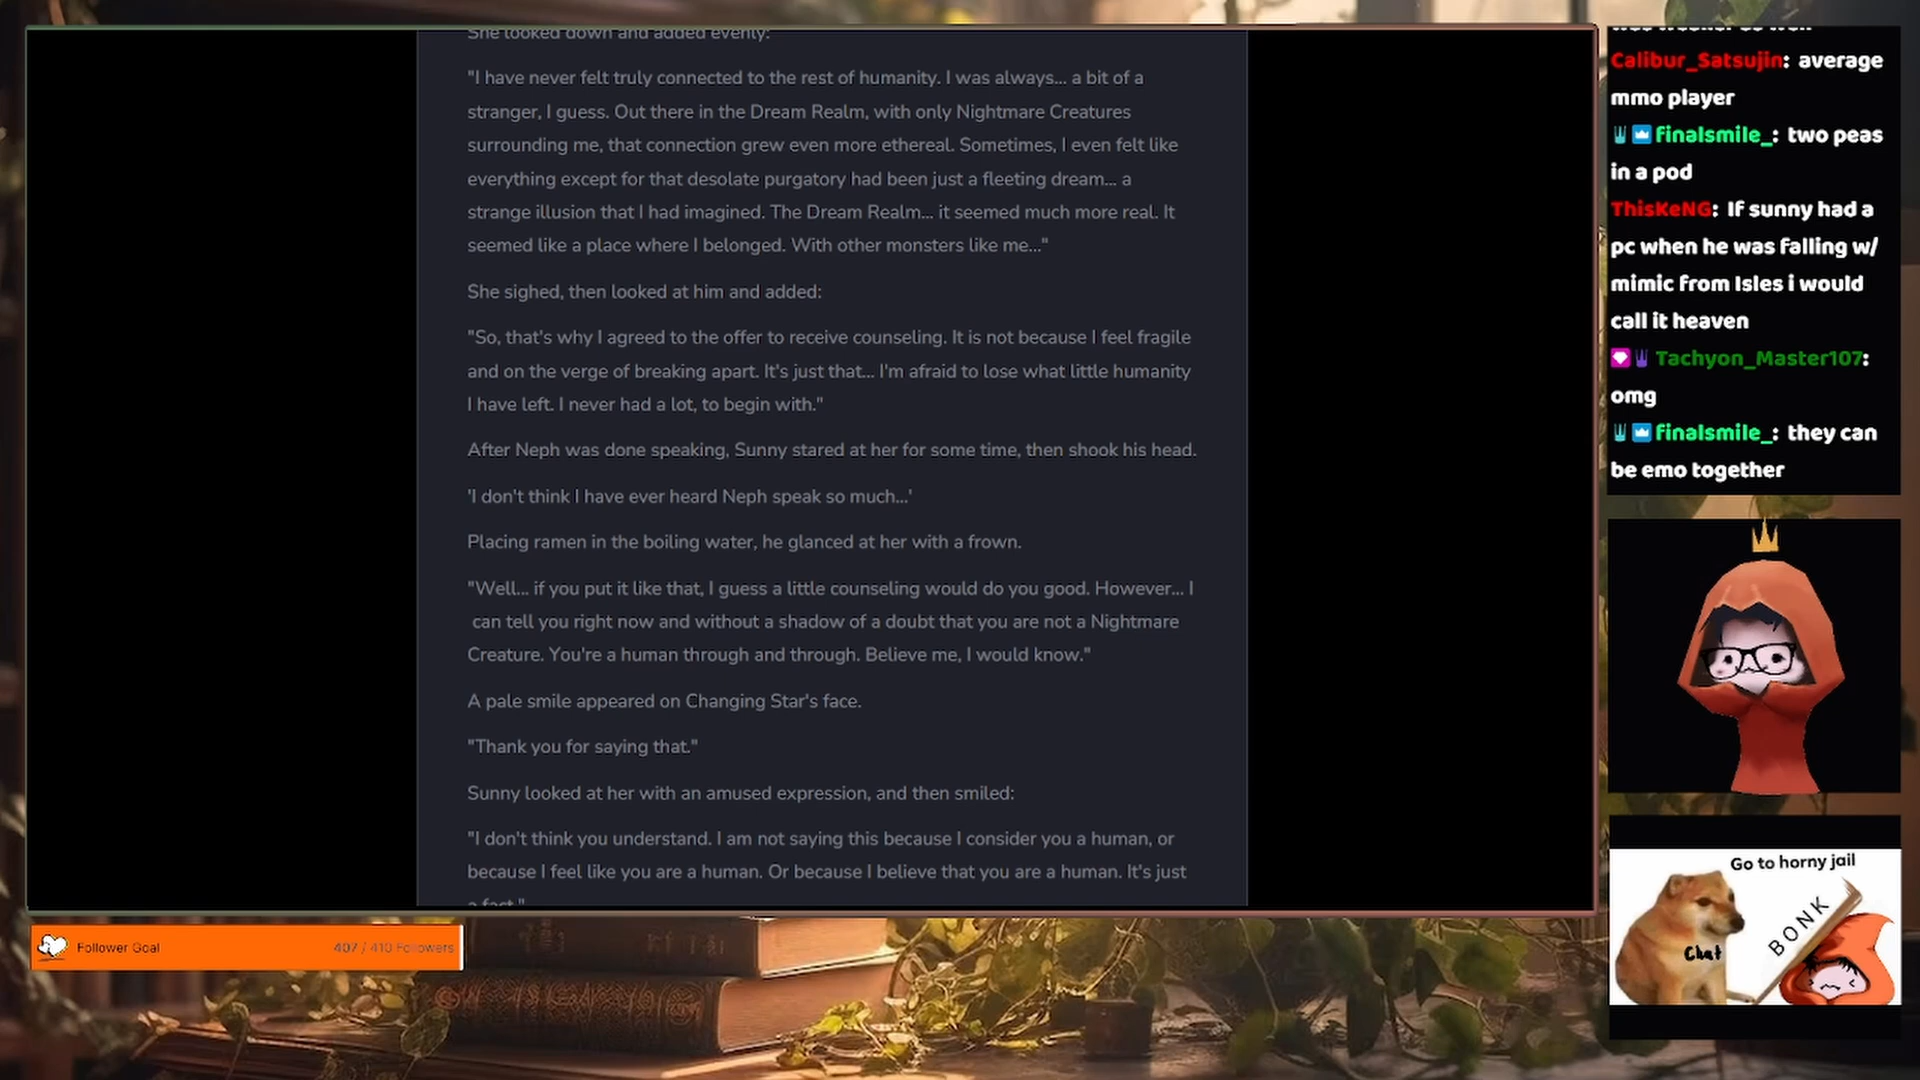 She looked down and added evenly:
"I have never felt truly connected to the rest of humanity. I was always... a bit of a
stranger, I guess. Out there in the Dream Realm, with only Nightmare Creatures
surrounding me, that connection grew even more ethereal. Sometimes, I even felt like
everything except for that desolate purgatory had been just a fleeting dream... a
strange illusion that I had imagined. The Dream Realm... it seemed much more real. It
seemed like a place where I belonged. With other monsters like me..."
She sighed, then looked at him and added:
"So, that's why I agreed to the offer to receive counseling. It is not because I feel fragile
and on the verge of breaking apart. It's just that... I'm afraid to lose what little humanity
I have left. I never had a lot, to begin with."
After Neph was done speaking, Sunny stared at her for some time, then shook his head.
'I don't think I have ever heard Neph speak so much...'
Placing ramen in the boiling water, he glanced at her with a frown.
"Well... if you put it like that, I guess a little counseling would do you good. However... I
can tell you right now and without a shadow of a doubt that you are not a Nightmare
Creature. You're a human through and through. Believe me, I would know."
A pale smile appeared on Changing Star's face.
"Thank you for saying that."
Sunny looked at her with an amused expression, and then smiled:
"I don't think you understand. I am not saying this because I consider you a human, or
because I feel like you are a human. Or because I believe that you are a human. It's just
a fact."
Calibur_Satsujin: average
mmo player
finalsmile_: two peas
in a pod
ThisKeNG: If sunny had a
pc when he was falling w/
mimic from Isles i would
call it heaven
Tachyon_Master107:
omg
finalsmile_: they can
be emo together
Go to horny jail
BONK
Chat
Follower Goal
407 / 410 Followers